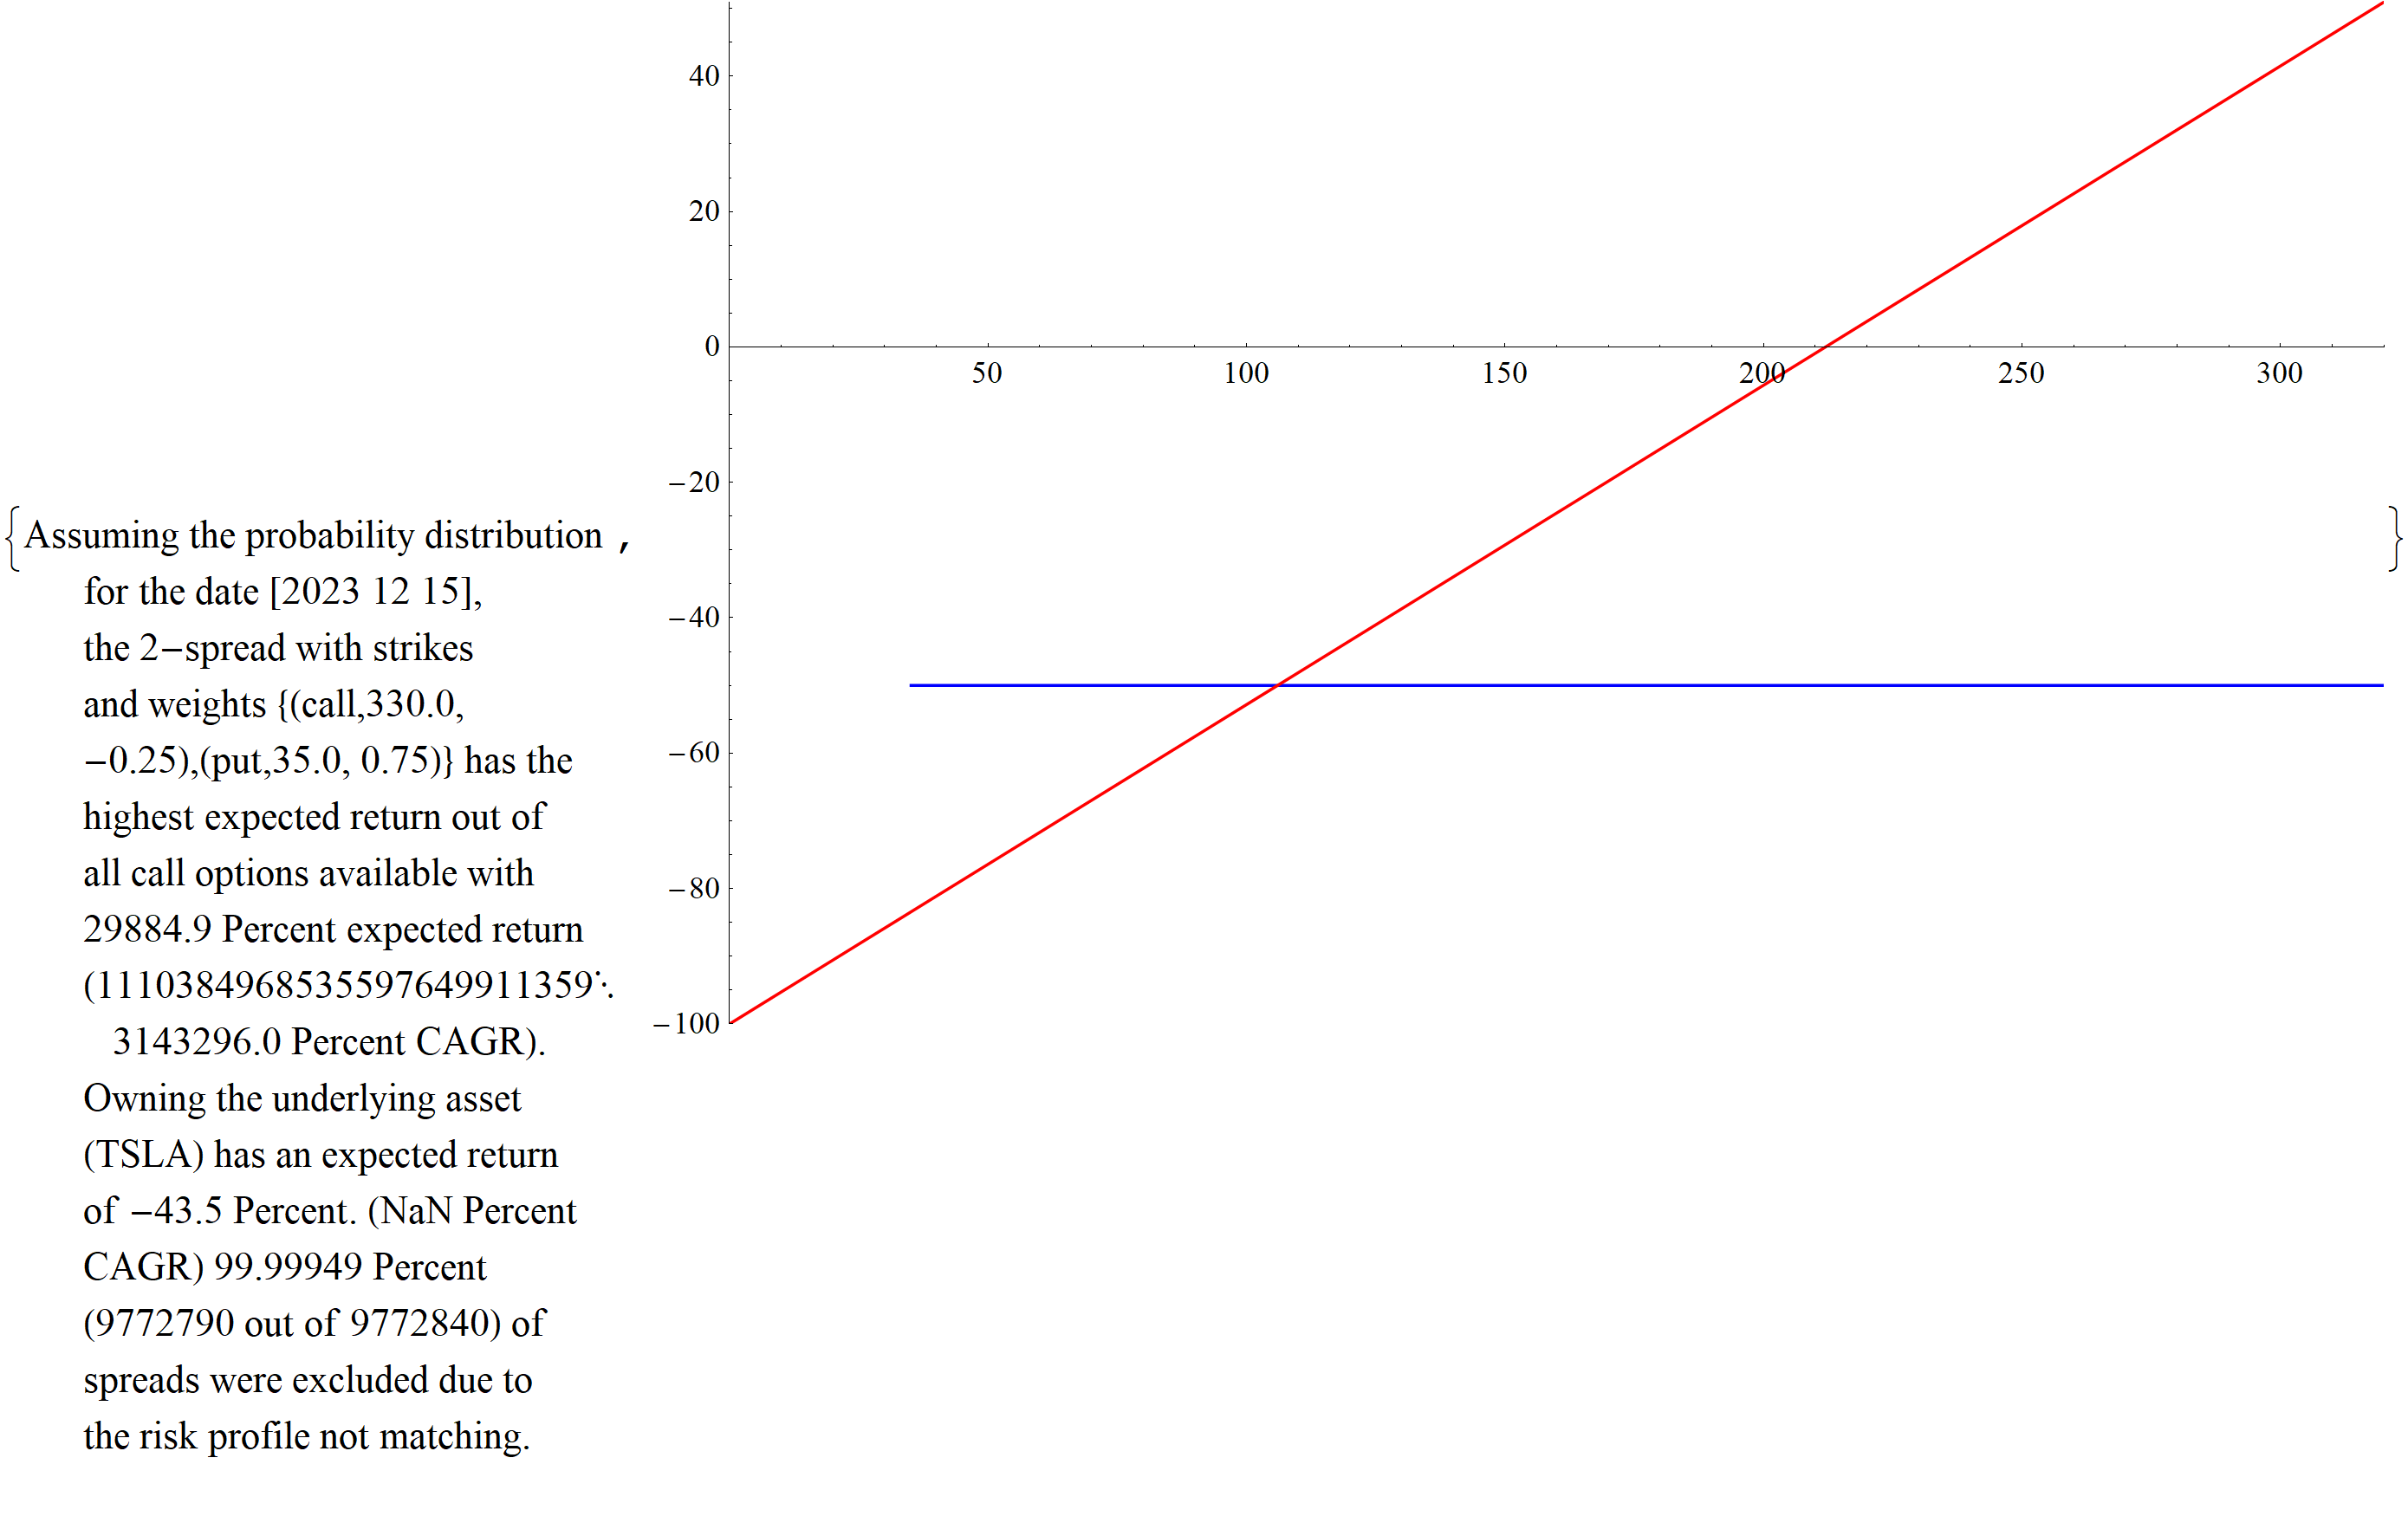 {Assuming the probability distribution ,
for the date [2023 12 15],
the 2−spread with strikes
and weights {(call,330.0,
−0.25),(put,35.0, 0.75)} has the
highest expected return out of
all call options available with
29884.9 Percent expected return
(1110384968535597649911359⋱
3143296.0 Percent CAGR).
Owning the underlying asset
(TSLA) has an expected return
of −43.5 Percent. (NaN Percent
CAGR) 99.99949 Percent
(9772790 out of 9772840) of
spreads were excluded due to
the risk profile not matching.
40
20
0
−20
−40
−60
−80
−100
50
100
150
200
250
300
}